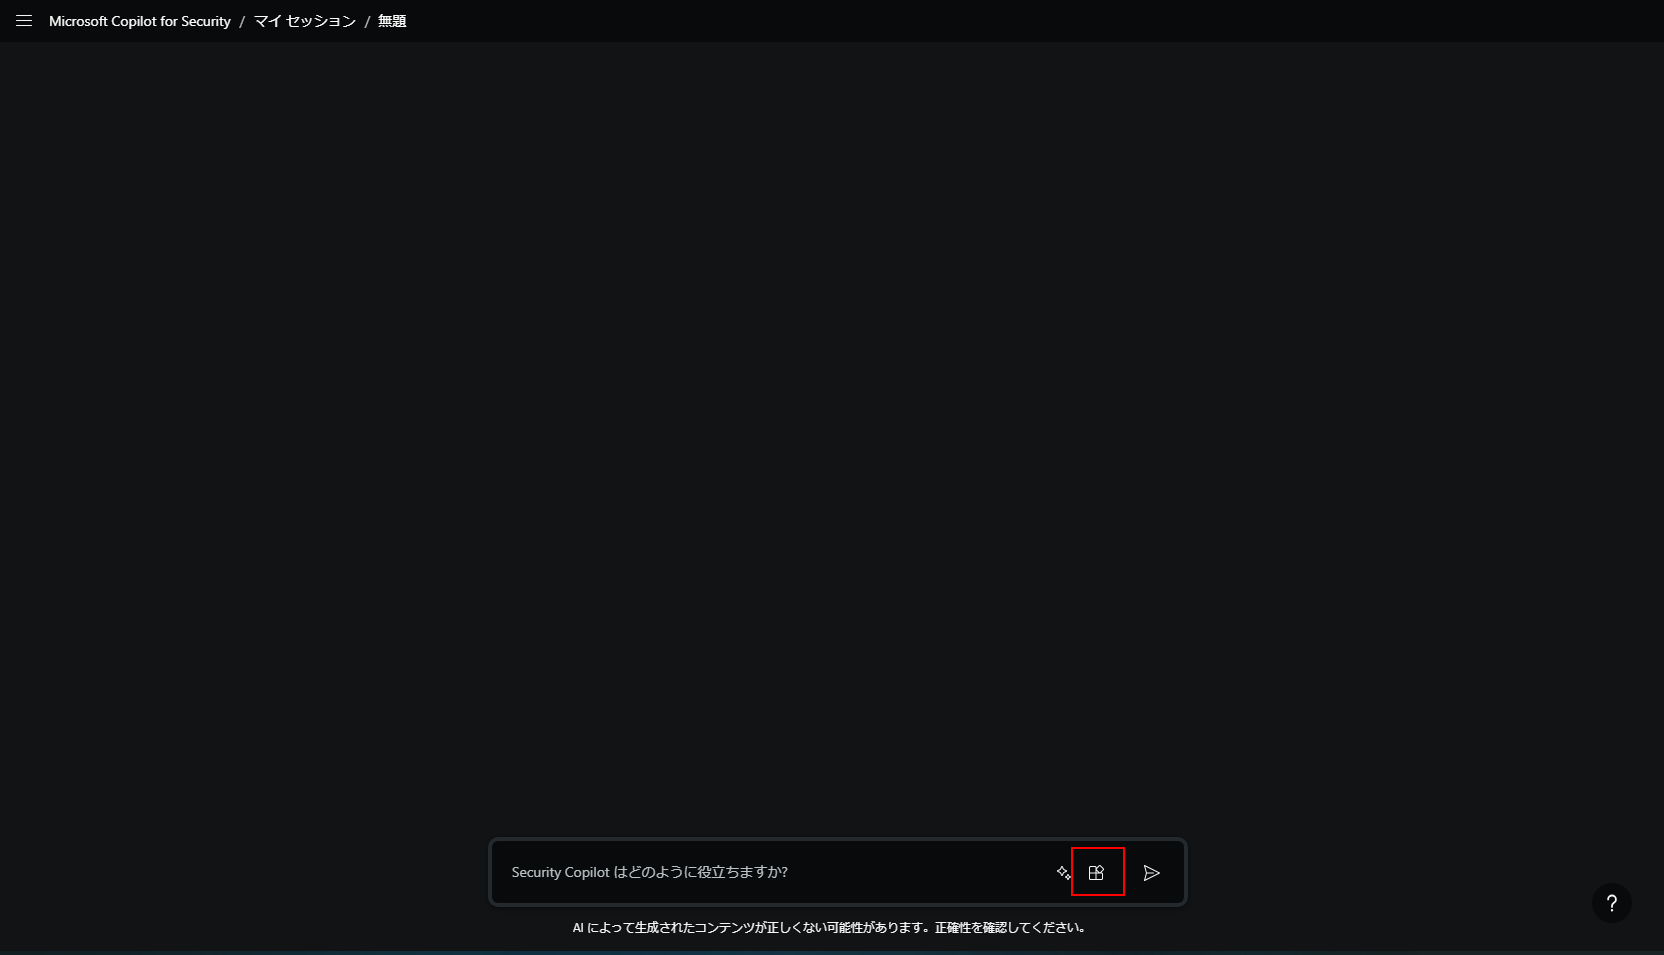 Microsoft Copilot for Security / マイ セッション / 無題
Security Copilot はどのように役立ちますか?
AI によって生成されたコンテンツが正しくない可能性があります。正確性を確認してください。
?